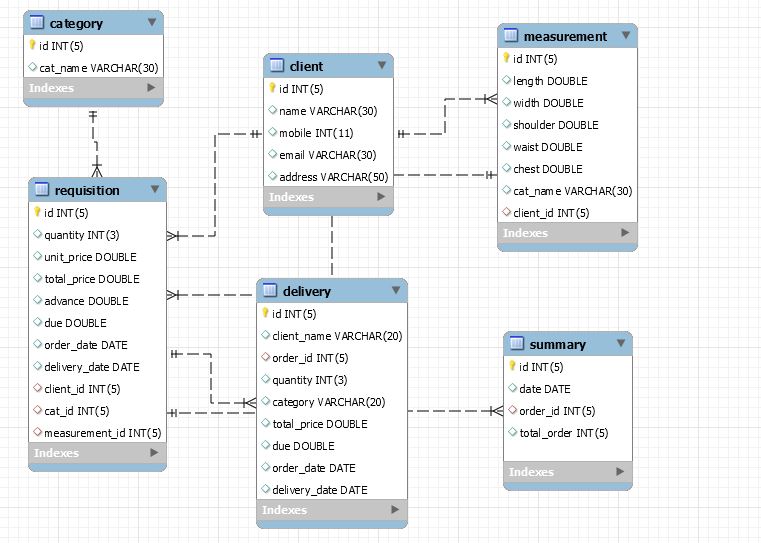 category
id INT(5)
cat_name VARCHAR(30)
Indexes
client
id INT(5)
name VARCHAR(30)
mobile INT(11)
email VARCHAR(30)
address VARCHAR(50)
Indexes
measurement
id INT(5)
length DOUBLE
width DOUBLE
shoulder DOUBLE
waist DOUBLE
chest DOUBLE
cat_name VARCHAR(30)
client_id INT(5)
Indexes
requisition
id INT(5)
quantity INT(3)
unit_price DOUBLE
total_price DOUBLE
advance DOUBLE
due DOUBLE
order_date DATE
delivery_date DATE
client_id INT(5)
cat_id INT(5)
measurement_id INT(5)
Indexes
delivery
id INT(5)
client_name VARCHAR(20)
order_id INT(5)
quantity INT(3)
category VARCHAR(20)
total_price DOUBLE
due DOUBLE
order_date DATE
delivery_date DATE
Indexes
summary
id INT(5)
date DATE
order_id INT(5)
total_order INT(5)
Indexes